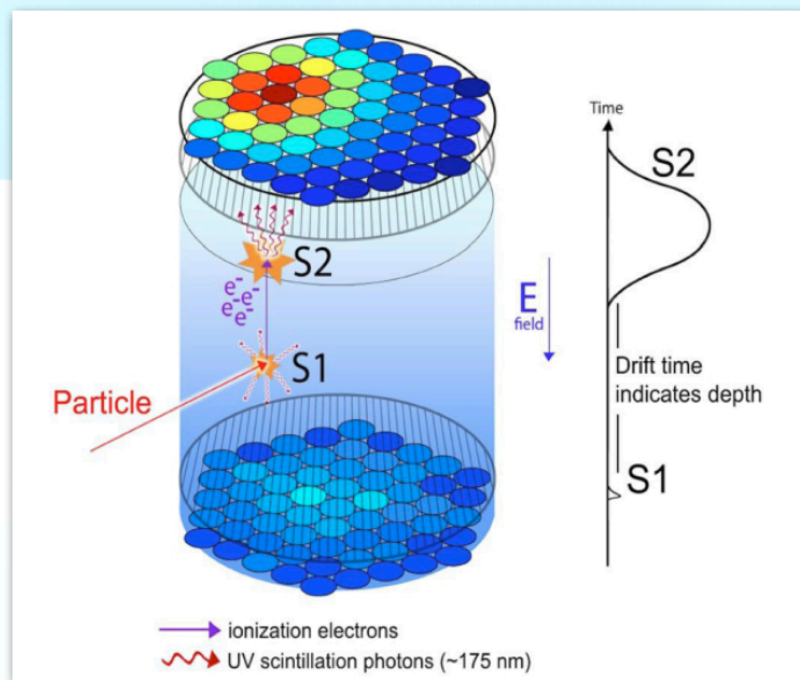 Time
S2
S2
e-
e-e-
e-
E
field
Drift time
indicates depth
S1
Particle
S1
ionization electrons
UV scintillation photons (~175 nm)